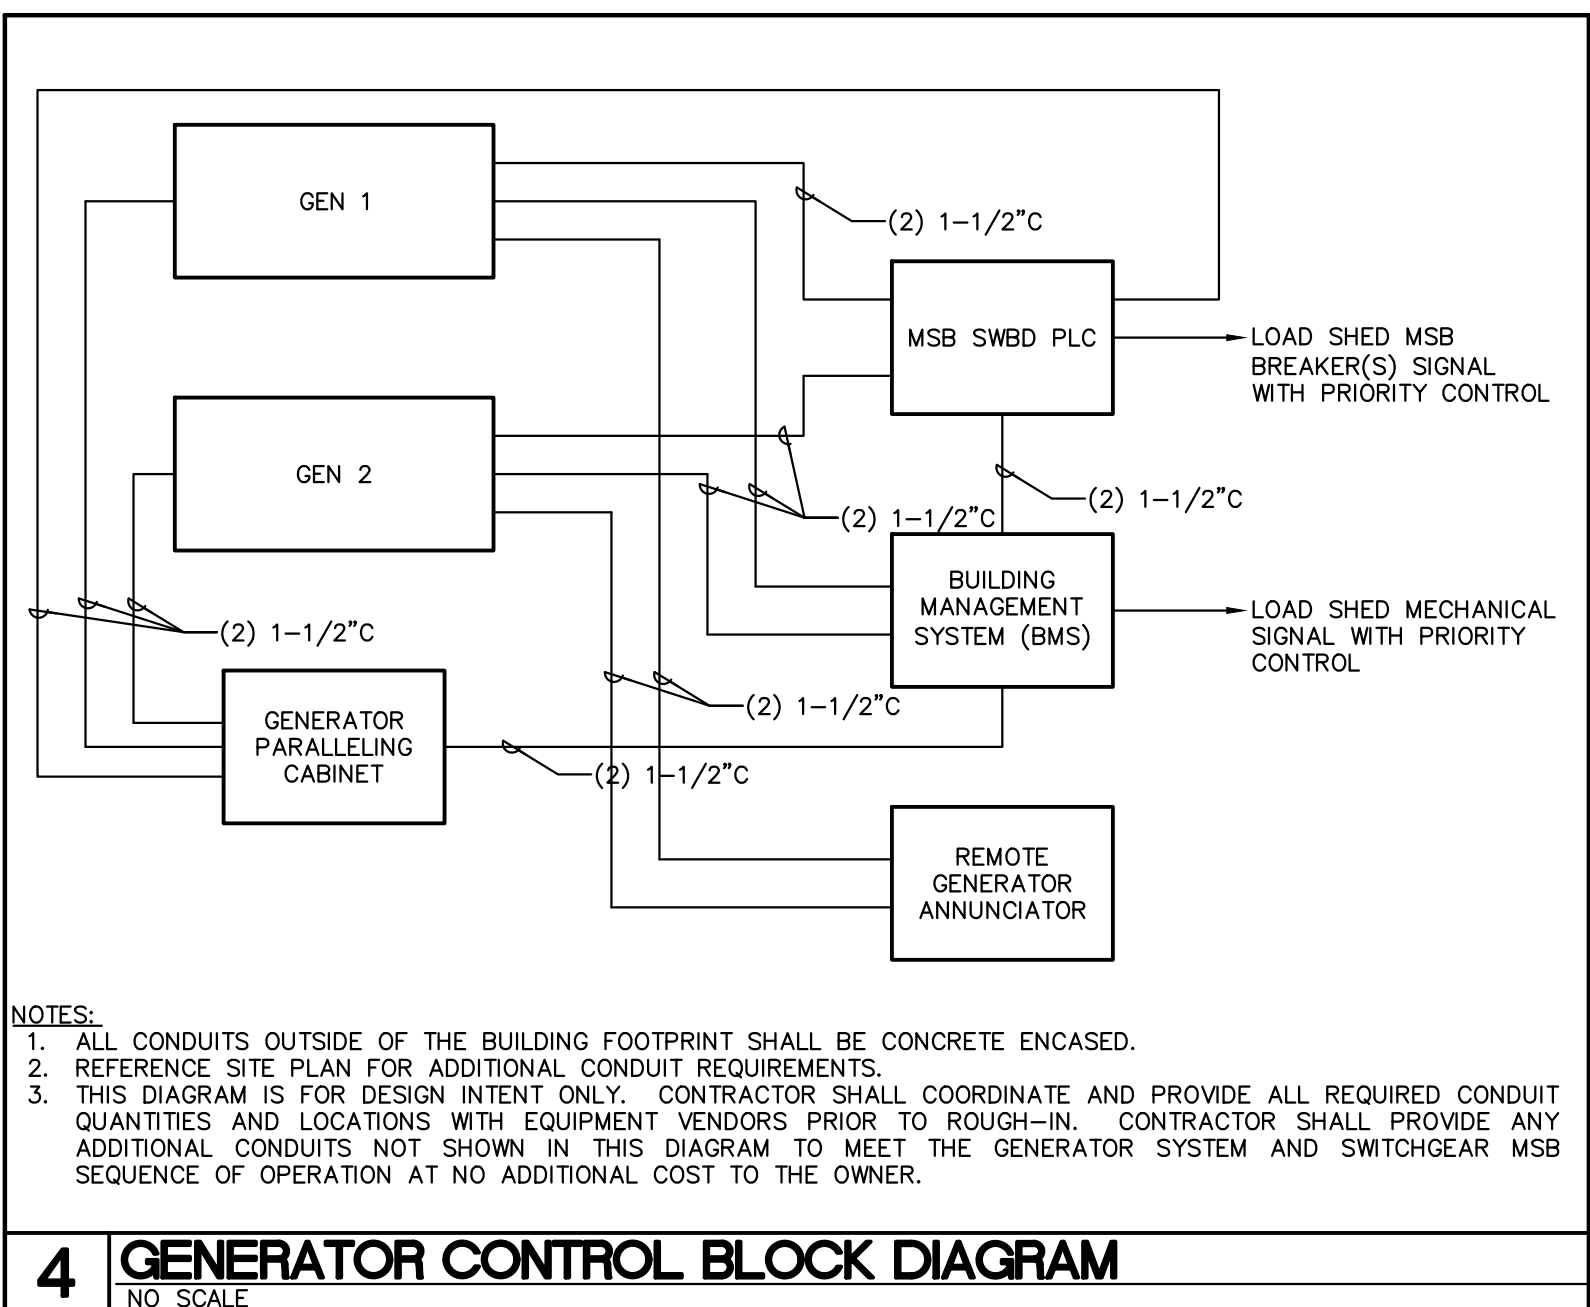 GEN 1
(2) 1-1/2"C
MSB SWBD PLC
LOAD SHED MSB
BREAKER(S) SIGNAL
WITH PRIORITY CONTROL
GEN 2
(2) 1-1/2"C
(2) 1-1/2"C
BUILDING
MANAGEMENT
SYSTEM (BMS)
LOAD SHED MECHANICAL
SIGNAL WITH PRIORITY
CONTROL
(2) 1-1/2"C
(2) 1-1/2"C
GENERATOR
PARALLELING
CABINET
(2) 1-1/2"C
REMOTE
GENERATOR
ANNUNCIATOR
NOTES:
1. ALL CONDUITS OUTSIDE OF THE BUILDING FOOTPRINT SHALL BE CONCRETE ENCASED.
2. REFERENCE SITE PLAN FOR ADDITIONAL CONDUIT REQUIREMENTS.
3. THIS DIAGRAM IS FOR DESIGN INTENT ONLY. CONTRACTOR SHALL COORDINATE AND PROVIDE ALL REQUIRED CONDUIT
QUANTITIES AND LOCATIONS WITH EQUIPMENT VENDORS PRIOR TO ROUGH-IN. CONTRACTOR SHALL PROVIDE ANY
ADDITIONAL CONDUITS NOT SHOWN IN THIS DIAGRAM TO MEET THE GENERATOR SYSTEM AND SWITCHGEAR MSB
SEQUENCE OF OPERATION AT NO ADDITIONAL COST TO THE OWNER.
4 GENERATOR CONTROL BLOCK DIAGRAM
NO SCALE